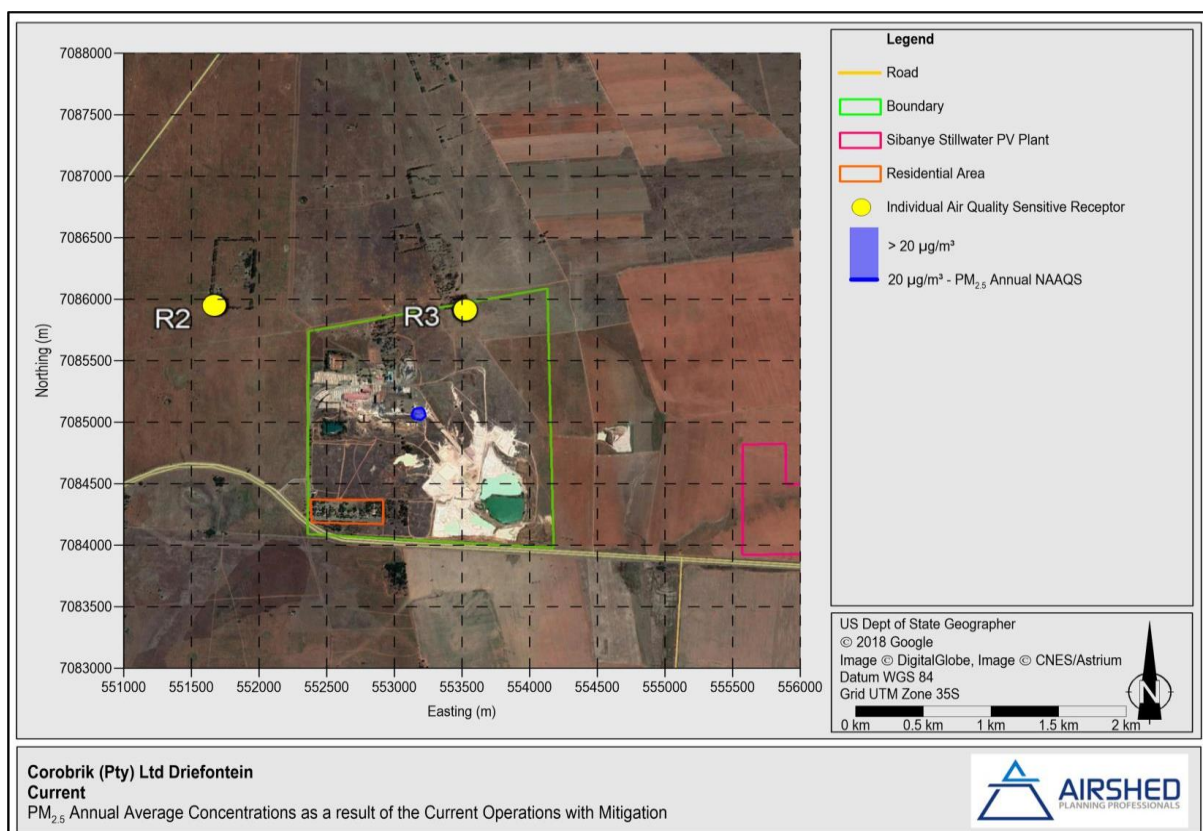 7088000
7087500
7087000
7086500
7086000
7085500
7085000
7084500
7084000
7083500
7083000
Northing (m)
R2
R3
551000 551500 552000 552500 553000 553500 554000 554500 555000 555500 556000
Easting (m)
Legend
Road
Boundary
Sibanye Stillwater PV Plant
Residential Area
Individual Air Quality Sensitive Receptor
> 20 µg/m³
20 µg/m³ - PM₂.₅ Annual NAAQS
US Dept of State Geographer
© 2018 Google
Image © DigitalGlobe, Image © CNES/Astrium
Datum WGS 84
Grid UTM Zone 35S
N
0 km 0.5 km 1 km 1.5 km 2 km
Corobrik (Pty) Ltd Driefontein
Current
PM₂.₅ Annual Average Concentrations as a result of the Current Operations with Mitigation
AIRSHED
PLANNING PROFESSIONALS